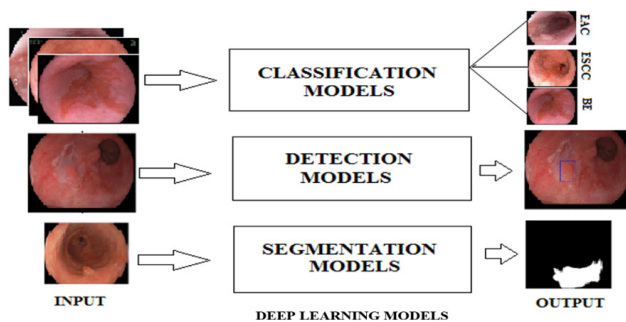 CLASSIFICATION
MODELS
EAC
ESCC
BE
DETECTION
MODELS
SEGMENTATION
MODELS
INPUT
DEEP LEARNING MODELS
OUTPUT